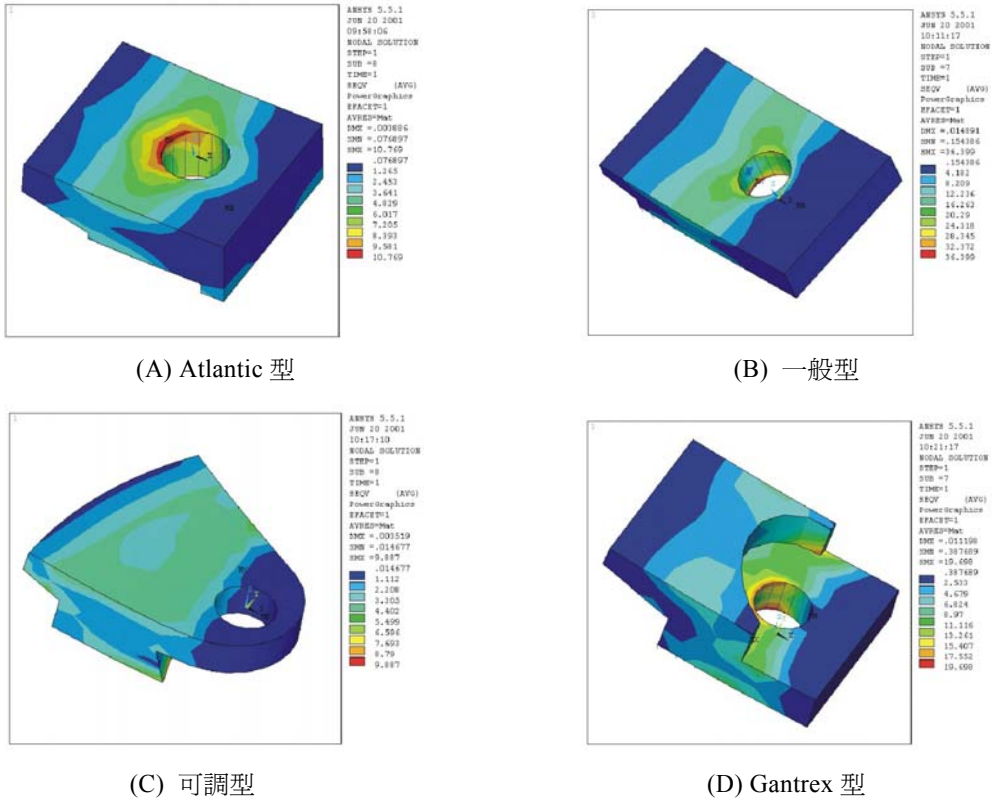 1
ANSYS 5.5.1
JUN 20 2001
09:58:06
NODAL SOLUTION
STEP=1
SUB =8
TIME=1
SEQV (AVG)
PowerGraphics
EFACET=1
AVRES=Mat
DMX =.003886
SMN =.076897
SMX =10.769
.076897
1.265
2.453
3.641
4.829
6.017
7.205
8.393
9.581
10.769
(A) Atlantic 型
1
ANSYS 5.5.1
JUN 20 2001
10:11:17
NODAL SOLUTION
STEP=1
SUB =7
TIME=1
SEQV (AVG)
PowerGraphics
EFACET=1
AVRES=Mat
DMX =.014891
SMN =.154386
SMX =36.399
.154386
4.182
8.209
12.236
16.262
20.29
24.318
28.345
32.372
36.399
(B) 一般型
1
ANSYS 5.5.1
JUN 20 2001
10:17:10
NODAL SOLUTION
STEP=1
SUB =8
TIME=1
SEQV (AVG)
PowerGraphics
EFACET=1
AVRES=Mat
DMX =.003519
SMN =.014677
SMX =9.887
.014677
1.112
2.208
3.305
4.402
5.499
6.596
7.693
8.79
9.887
(C) 可調型
1
ANSYS 5.5.1
JUN 20 2001
10:21:17
NODAL SOLUTION
STEP=1
SUB =7
TIME=1
SEQV (AVG)
PowerGraphics
EFACET=1
AVRES=Mat
DMX =.011198
SMN =.387689
SMX =19.698
.387689
2.533
4.679
6.824
8.97
11.116
13.261
15.407
17.552
19.698
(D) Gantrex 型